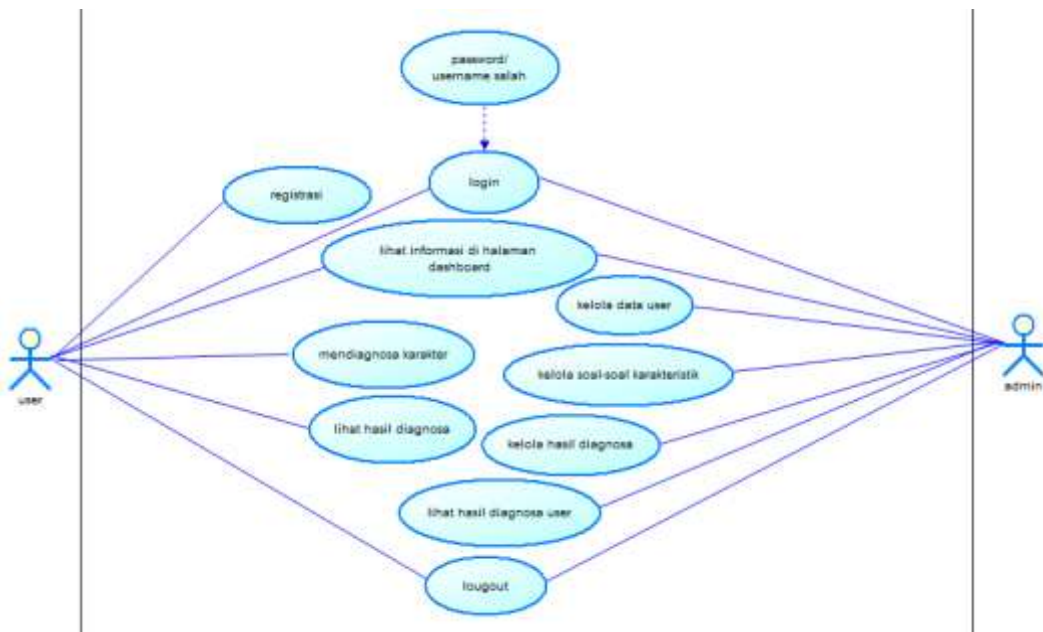 password/
username salah
login
registrasi
lihat informasi di halaman
dashboard
kelola data user
mendiagnosa karakter
kelola soal-soal karakteristik
user
admin
lihat hasil diagnosa
kelola hasil diagnosa
lihat hasil diagnosa user
lougout